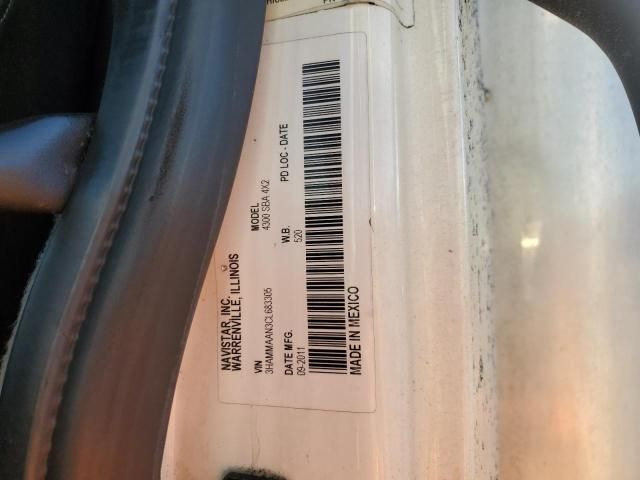 NAVISTAR, INC.
WARRENVILLE, ILLINOIS
VIN MODEL
3HAMMAAN3CL683305 4300 SBA 4X2
DATE MFG. W.B. PD LOC - DATE
09-2011 520
MADE IN MEXICO